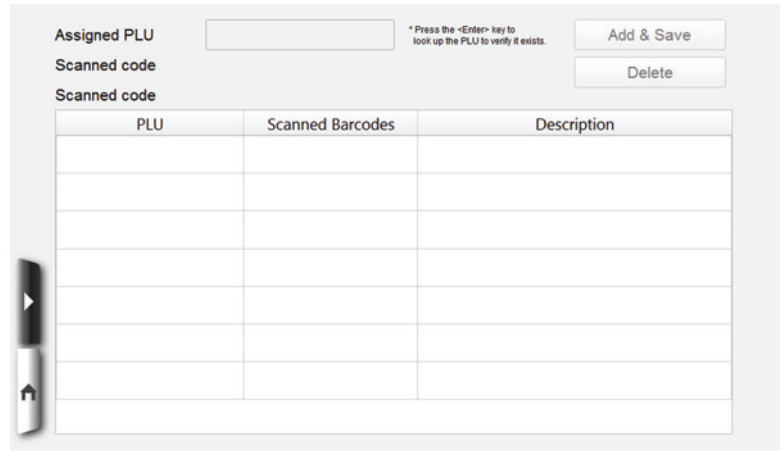 Assigned PLU
* Press the <Enter> key to
look up the PLU to verify it exists.
Add & Save
Scanned code
Delete
Scanned code
PLU Scanned Barcodes Description